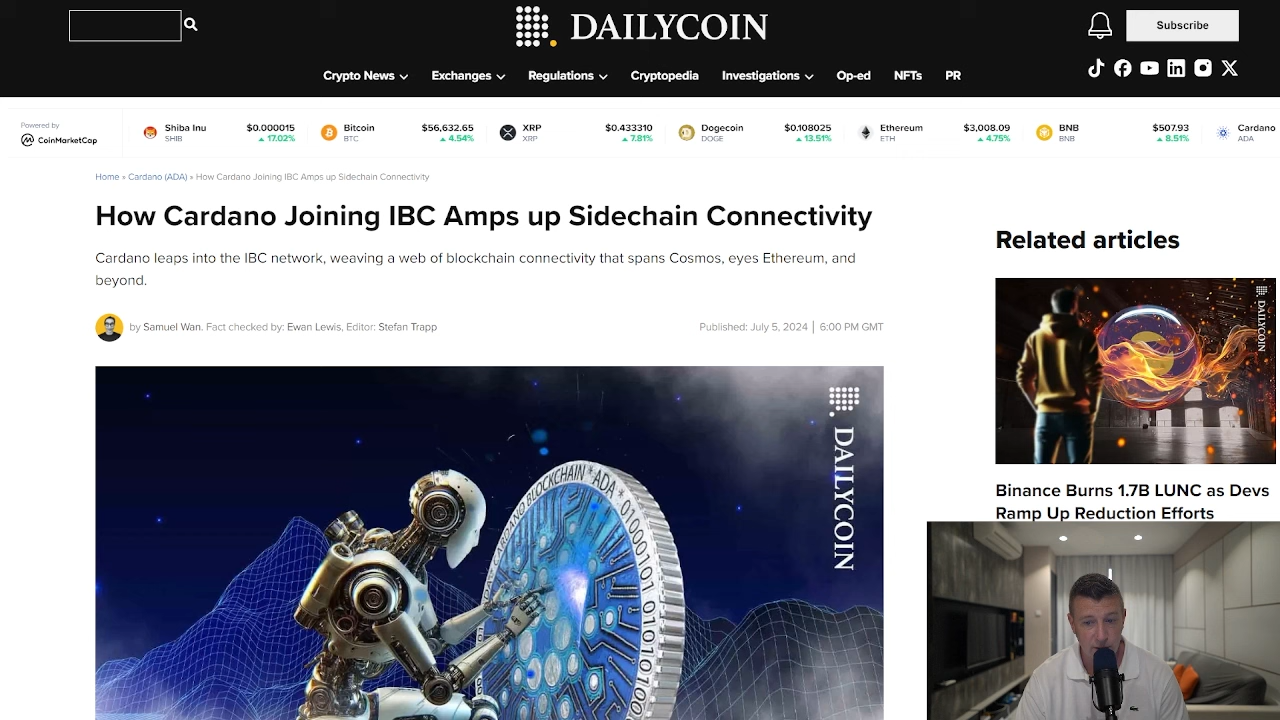 DAILYCOIN
Subscribe
Crypto News
Exchanges
Regulations
Cryptopedia
Investigations
Op-ed
NFTs
PR
Powered by
CoinMarketCap
Shiba Inu
SHIB
$0.000015
17.02%
Bitcoin
BTC
$56,632.65
4.54%
XRP
XRP
$0.433310
7.81%
Dogecoin
DOGE
$0.108025
13.51%
Ethereum
ETH
$3,008.09
4.75%
BNB
BNB
$507.93
8.51%
Cardano
ADA
Home » Cardano (ADA) » How Cardano Joining IBC Amps up Sidechain Connectivity
How Cardano Joining IBC Amps up Sidechain Connectivity
Cardano leaps into the IBC network, weaving a web of blockchain connectivity that spans Cosmos, eyes Ethereum, and
beyond.
by Samuel Wan. Fact checked by: Ewan Lewis, Editor: Stefan Trapp
Published: July 5, 2024 | 6:00 PM GMT
DAILYCOIN
BLOCKCHAIN * ADA *
Related articles
DAILYCOIN
Binance Burns 1.7B LUNC as Devs
Ramp Up Reduction Efforts